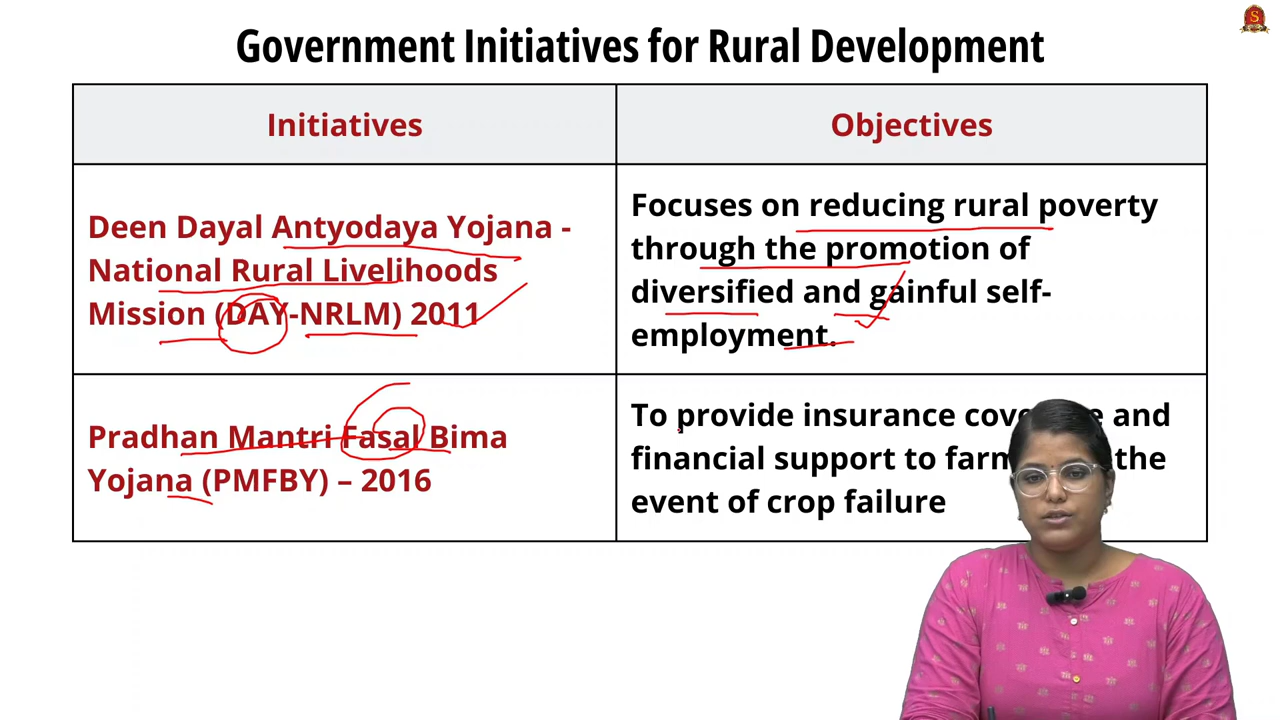 Government Initiatives for Rural Development
Initiatives
Objectives
Deen Dayal Antyodaya Yojana -
National Rural Livelihoods
Mission (DAY-NRLM) 2011
Focuses on reducing rural poverty
through the promotion of
diversified and gainful self-
employment.
Pradhan Mantri Fasal Bima
Yojana (PMFBY) – 2016
To provide insurance and
financial support to the
event of crop failure